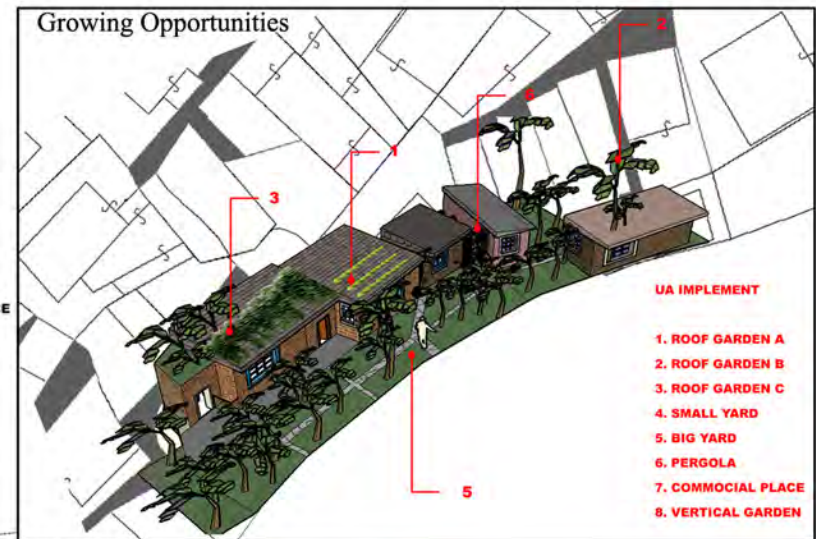 Growing Opportunities
2
1
3
E
UA IMPLEMENT
1. ROOF GARDEN A
2. ROOF GARDEN B
3. ROOF GARDEN C
4. SMALL YARD
5. BIG YARD
6. PERGOLA
7. COMMOCIAL PLACE
8. VERTICAL GARDEN
5